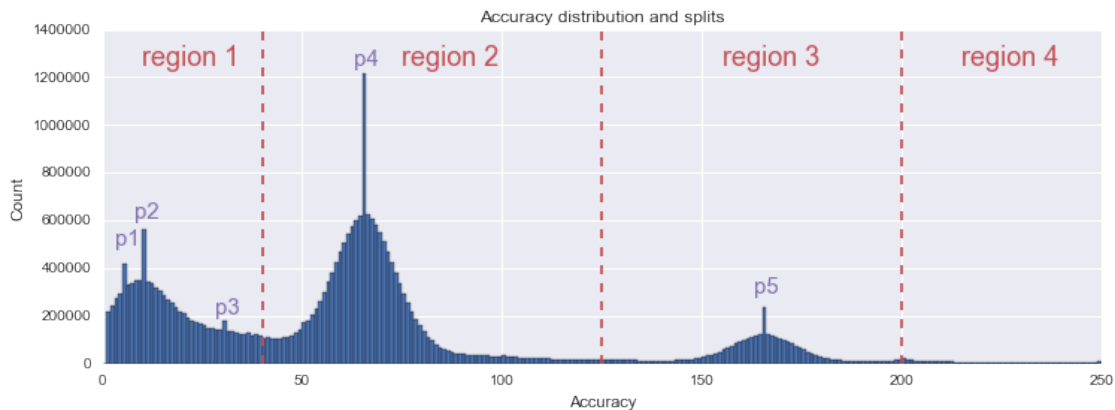 Accuracy distribution and splits
1400000
region 1
region 2
region 3
region 4
p4
1200000
1000000
800000
Count
600000
p2
p1
400000
p3
p5
200000
0
0
50
100
150
200
250
Accuracy